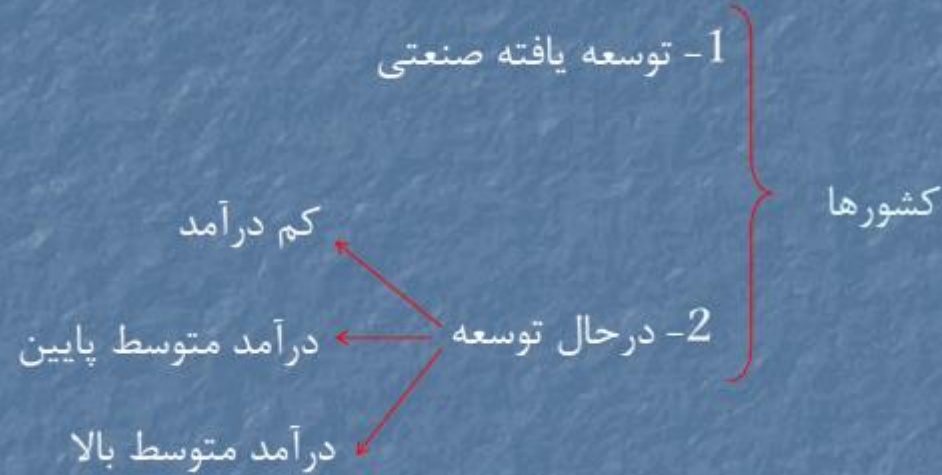 کشورها
1- توسعه یافته صنعتی
2- درحال توسعه
کم درآمد
درآمد متوسط پایین
درآمد متوسط بالا